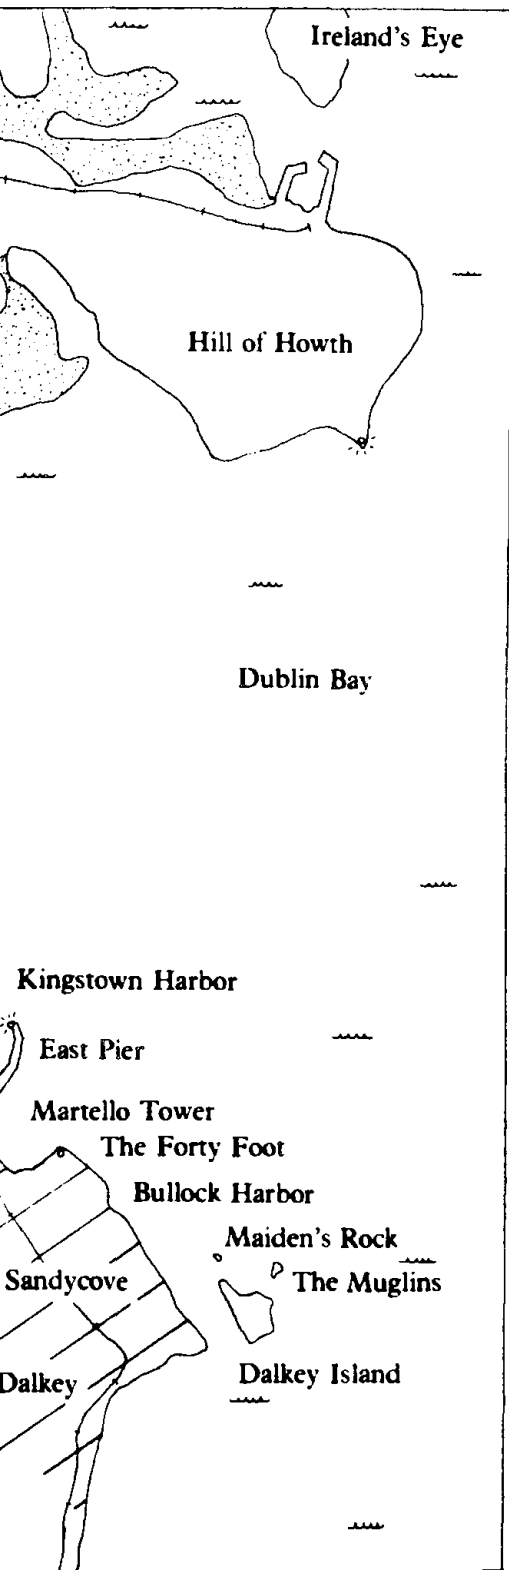 Ireland's Eye
Hill of Howth
Dublin Bay
Kingstown Harbor
East Pier
Martello Tower
The Forty Foot
Bullock Harbor
Maiden's Rock
Sandycove
The Muglins
Dalkey
Dalkey Island